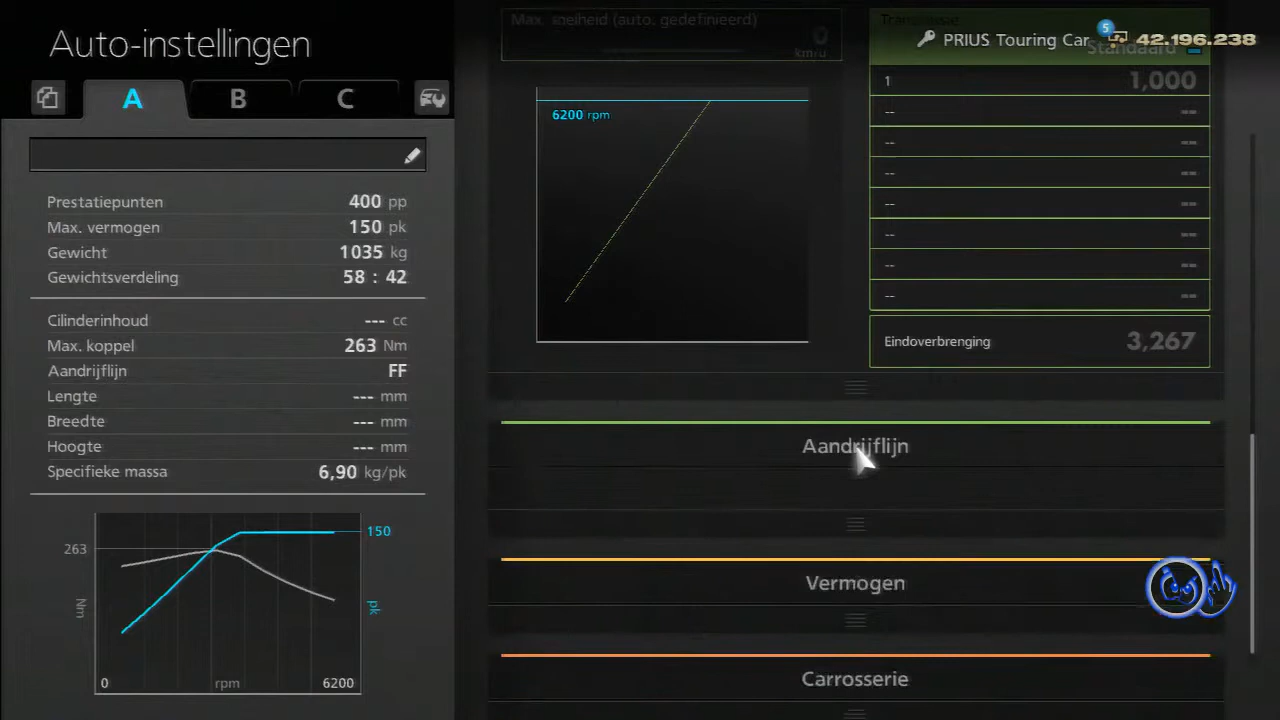 Auto-instellingen
A
B
C
Prestatiepunten 400 pp
Max. vermogen 150 pk
Gewicht 1035 kg
Gewichtsverdeling 58 : 42
Cilinderinhoud --- cc
Max. koppel 263 Nm
Aandrijflijn FF
Lengte --- mm
Breedte --- mm
Hoogte --- mm
Specifieke massa 6,90 kg/pk
150
263
Nm
pk
0 rpm 6200
Max. snelheid (auto. gedefinieerd) 0
km/u
6200 rpm
Transmissie
PRIUS Touring Car
S
42.196.238
Standaard
1 1,000
-- --
-- --
-- --
-- --
-- --
-- --
-- --
Eindoverbrenging 3,267
Aandrijflijn
Vermogen
Carrosserie